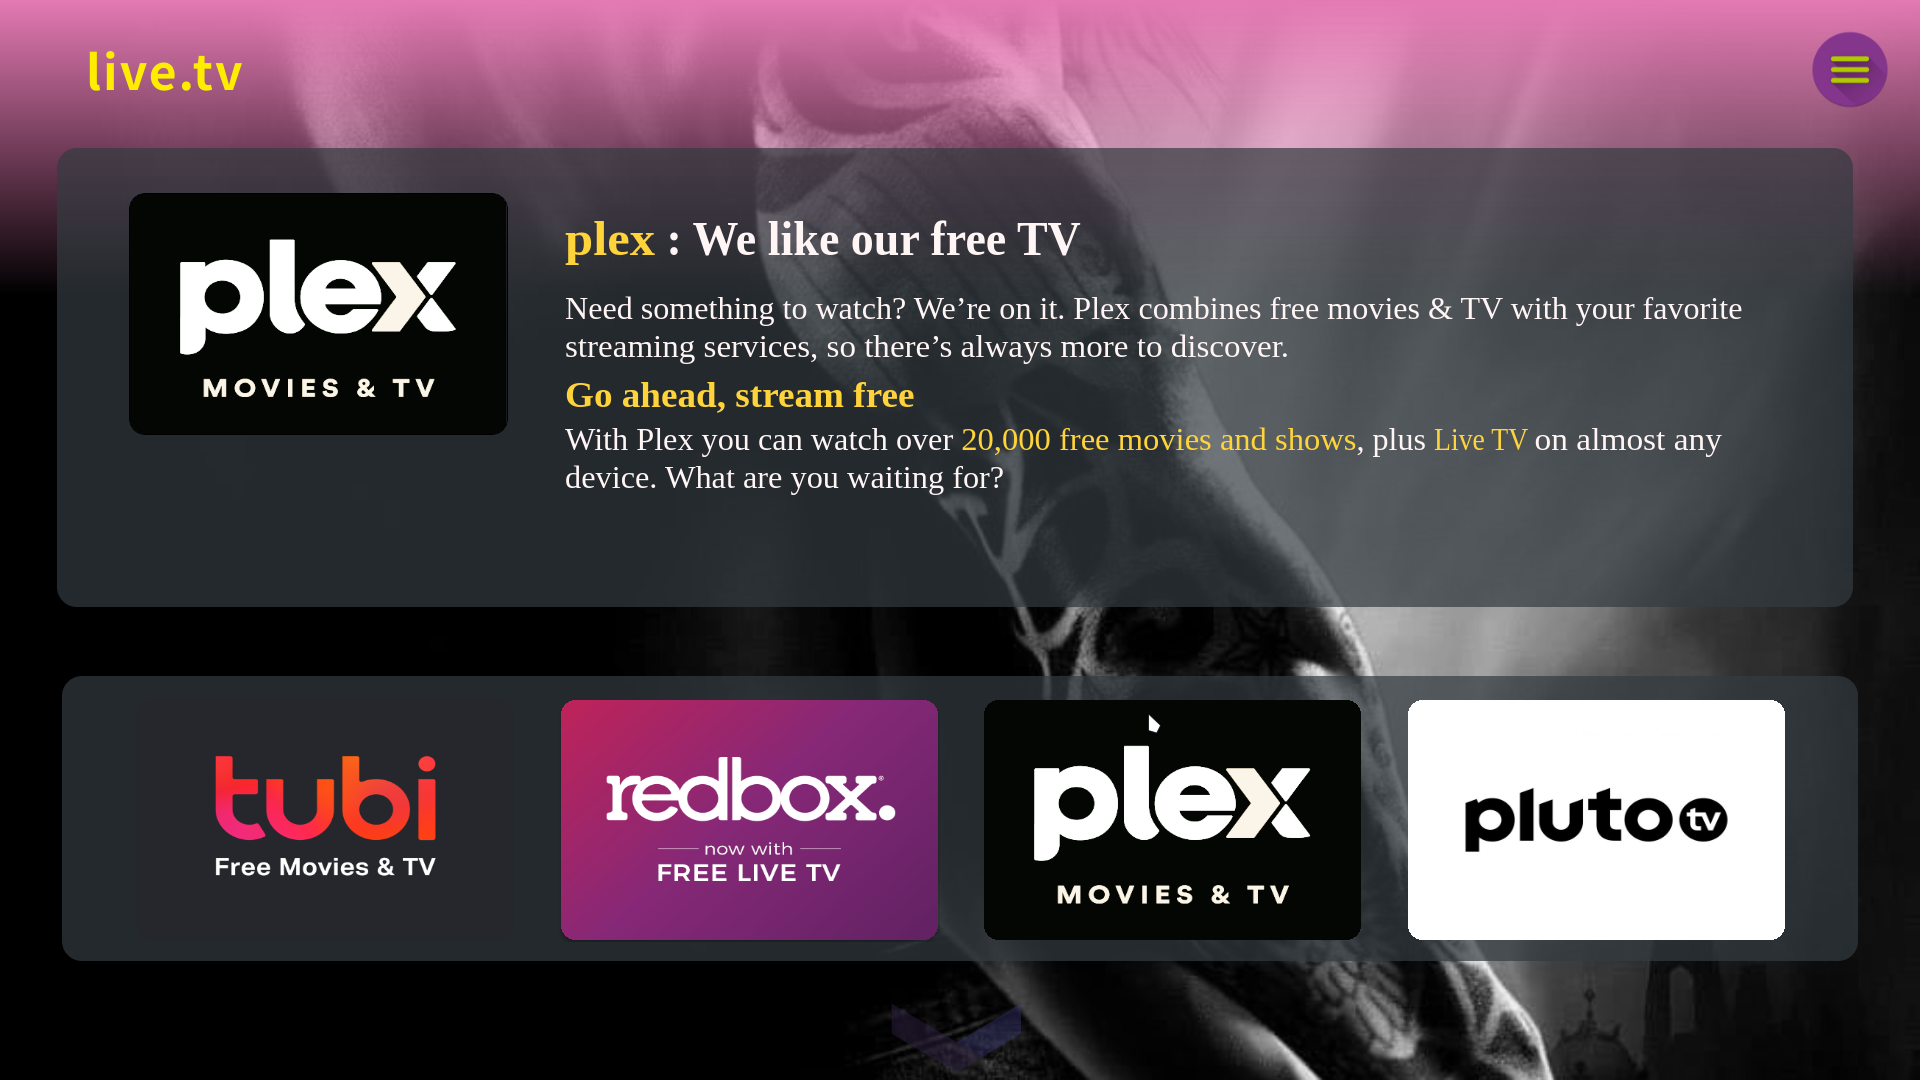 live.tv
plex
MOVIES & TV
plex : We like our free TV
Need something to watch? We’re on it. Plex combines free movies & TV with your favorite
streaming services, so there’s always more to discover.
Go ahead, stream free
With Plex you can watch over 20,000 free movies and shows, plus Live TV on almost any
device. What are you waiting for?
tubi
Free Movies & TV
redbox.®
now with
FREE LIVE TV
plex
MOVIES & TV
pluto tv